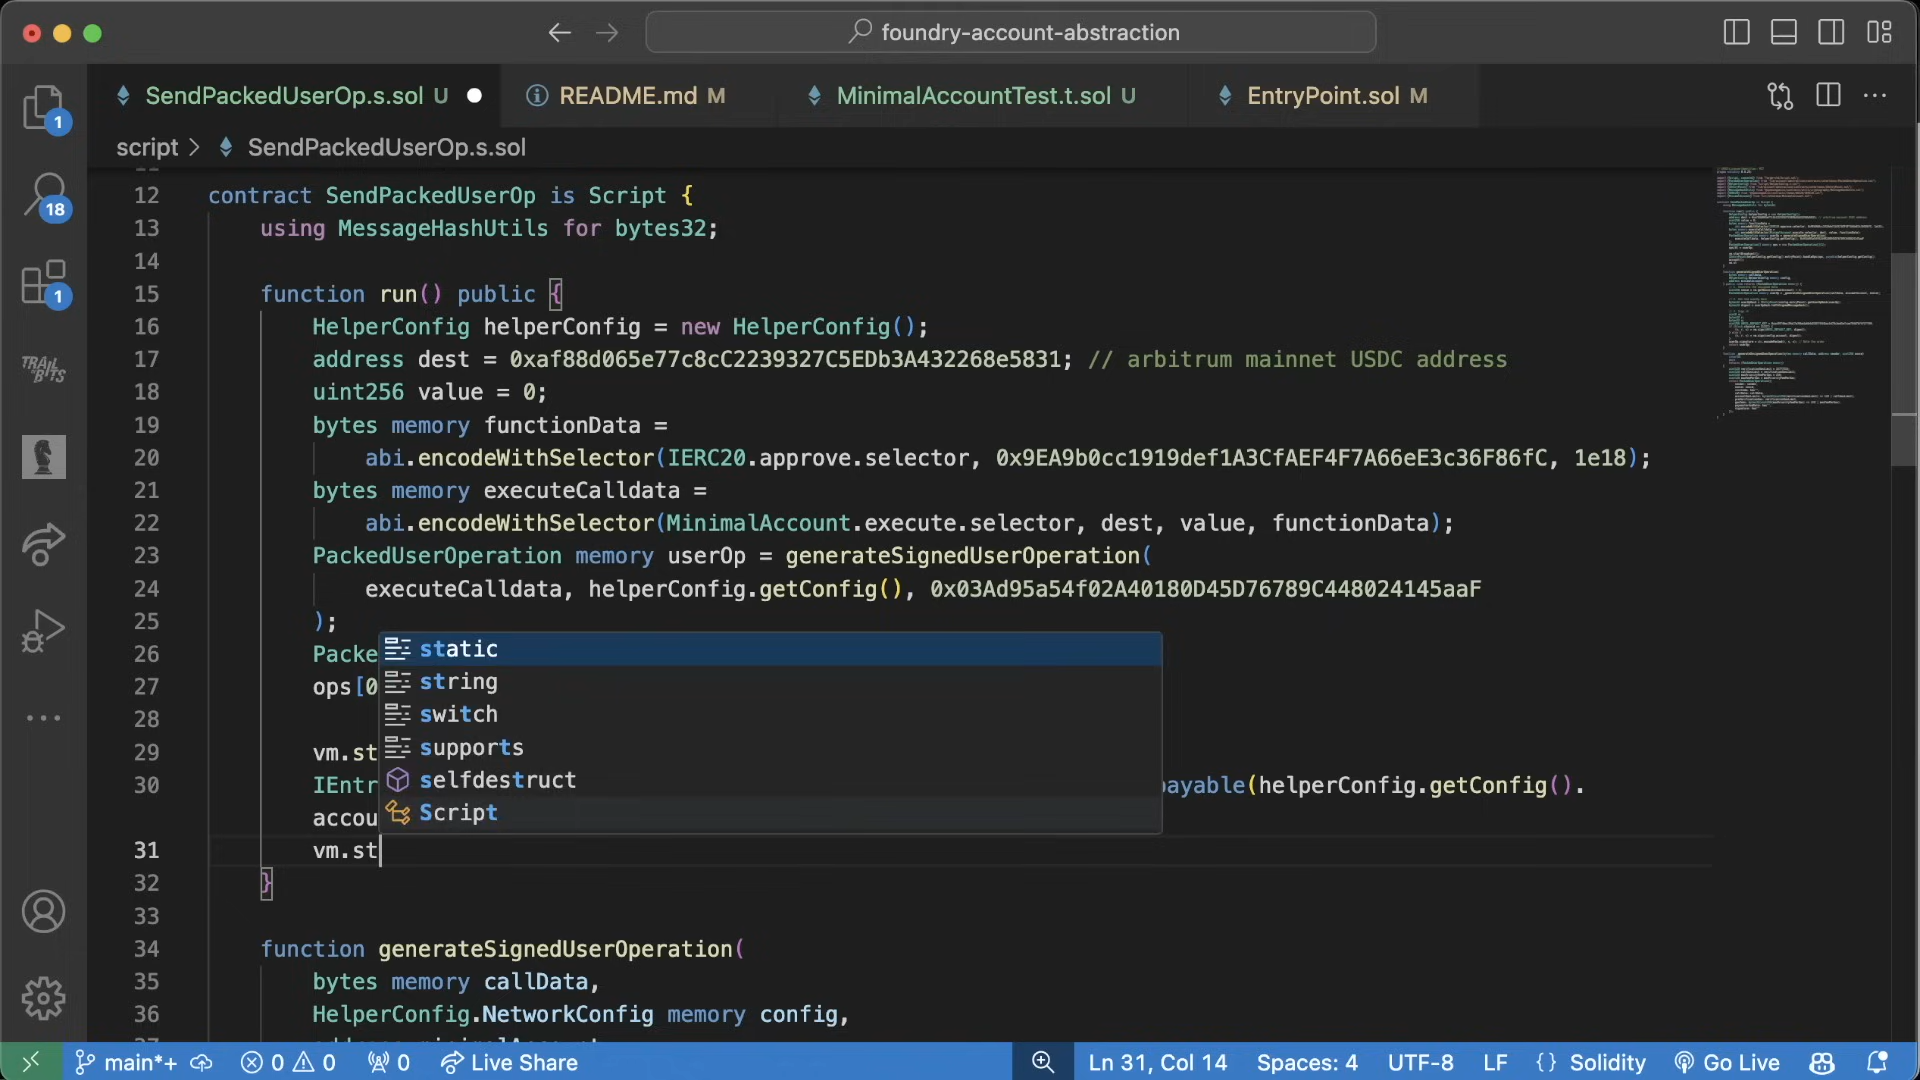 foundry-account-abstraction
SendPackedUserOp.s.sol U
README.md M
MinimalAccountTest.t.sol U
EntryPoint.sol M
script > SendPackedUserOp.s.sol
1
18
1
TRAIL of BITS
12 contract SendPackedUserOp is Script {
13 using MessageHashUtils for bytes32;
14
15 function run() public {
16 HelperConfig helperConfig = new HelperConfig();
17 address dest = 0xaf88d065e77c8cC2239327C5EDb3A432268e5831; // arbitrum mainnet USDC address
18 uint256 value = 0;
19 bytes memory functionData =
20 abi.encodeWithSelector(IERC20.approve.selector, 0x9EA9b0cc1919def1A3CfAEF4F7A66eE3c36F86fC, 1e18);
21 bytes memory executeCalldata =
22 abi.encodeWithSelector(MinimalAccount.execute.selector, dest, value, functionData);
23 PackedUserOperation memory userOp = generateSignedUserOperation(
24 executeCalldata, helperConfig.getConfig(), 0x03Ad95a54f02A40180D45D76789C448024145aaF
25 );
26 Packe
27 ops[0
28
29 vm.st
30 IEntr payable(helperConfig.getConfig().
accou
31 vm.st
32 }
33
34 function generateSignedUserOperation(
35 bytes memory callData,
36 HelperConfig.NetworkConfig memory config,
static
string
switch
supports
selfdestruct
Script
main*+
0 0
0
Live Share
Ln 31, Col 14
Spaces: 4
UTF-8
LF
{ } Solidity
Go Live